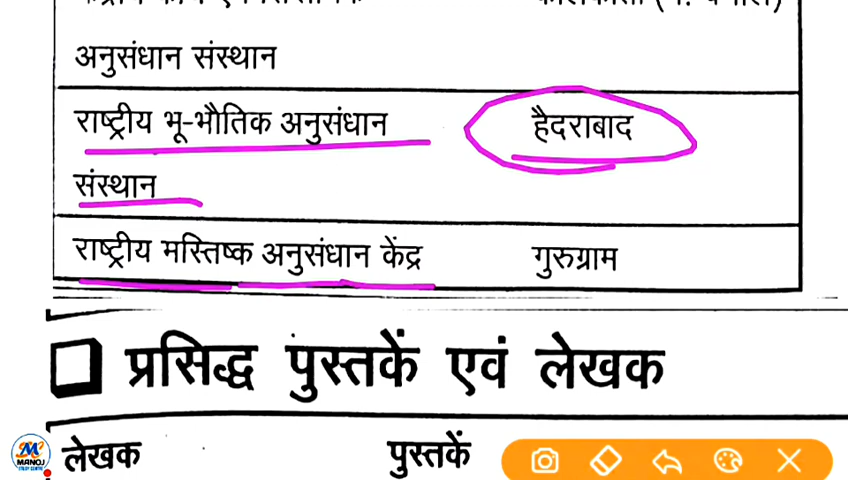 अनुसंधान संस्थान
राष्ट्रीय भू-भौतिक अनुसंधान हैदराबाद
संस्थान
राष्ट्रीय मस्तिष्क अनुसंधान केंद्र गुरुग्राम
प्रसिद्ध पुस्तकें एवं लेखक
लेखक पुस्तकें
MANOJ